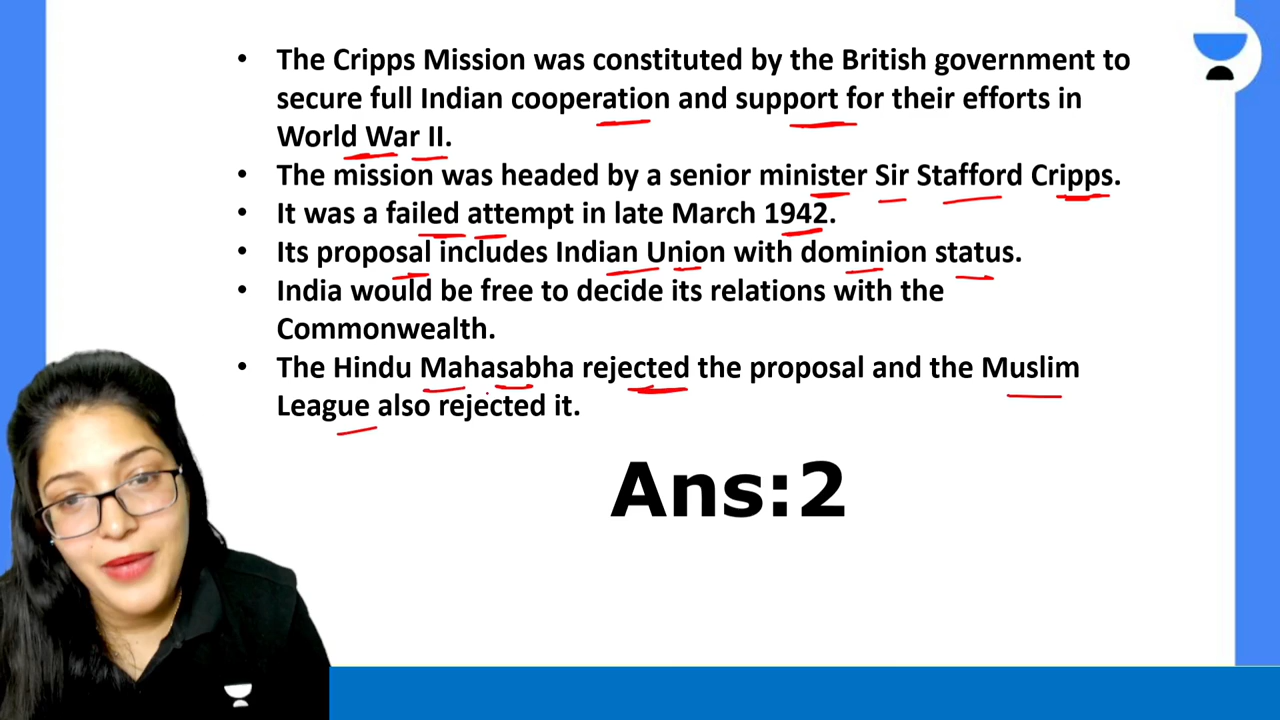 • The Cripps Mission was constituted by the British government to
secure full Indian cooperation and support for their efforts in
World War II.
• The mission was headed by a senior minister Sir Stafford Cripps.
• It was a failed attempt in late March 1942.
• Its proposal includes Indian Union with dominion status.
• India would be free to decide its relations with the
Commonwealth.
• The Hindu Mahasabha rejected the proposal and the Muslim
League also rejected it.
Ans:2